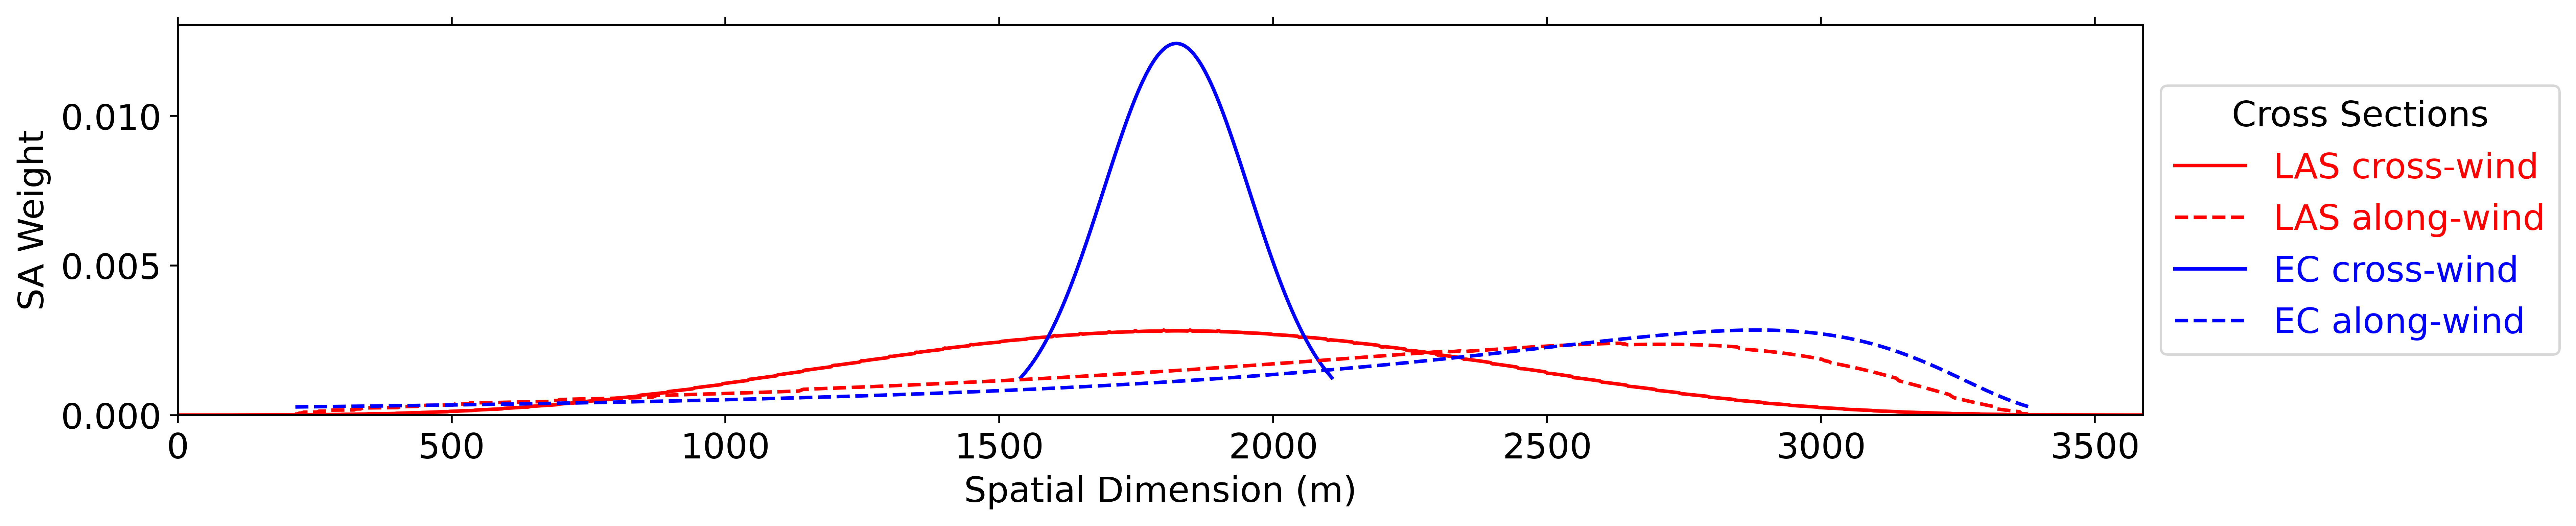 0.010
0.005
0.000
SA Weight
0 500 1000 1500 2000 2500 3000 3500
Spatial Dimension (m)
Cross Sections
LAS cross-wind
LAS along-wind
EC cross-wind
EC along-wind